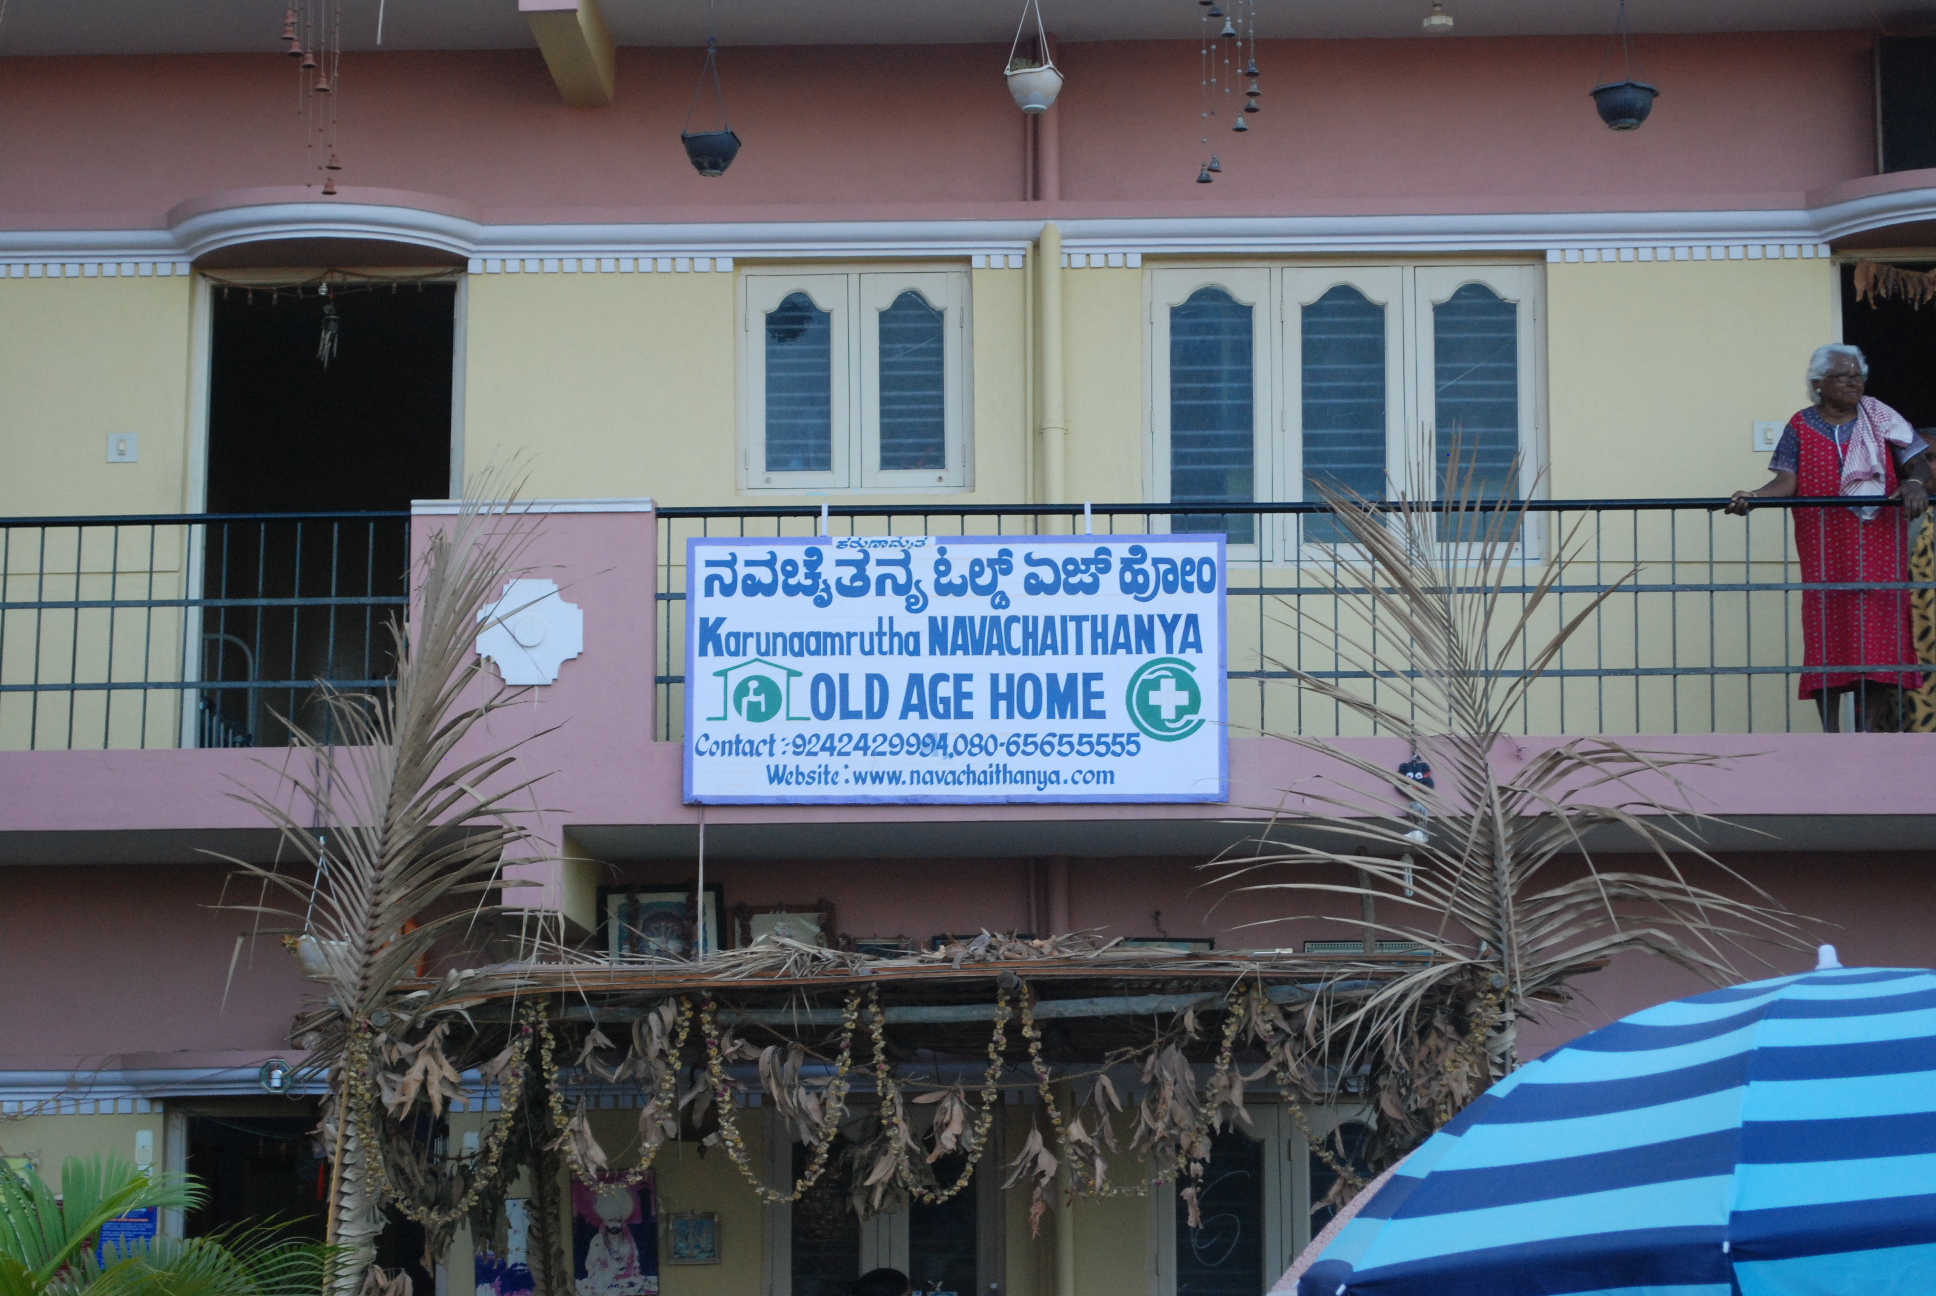 ಕರುಣಾಮೃತ
ನವಚೈತನ್ಯ ಓಲ್ಡ್ ಏಜ್ ಹೋಂ
Karunaamrutha NAVACHAITHANYA
OLD AGE HOME
Contact:-9242429994,080-65655555
Website:www.navachaithanya.com